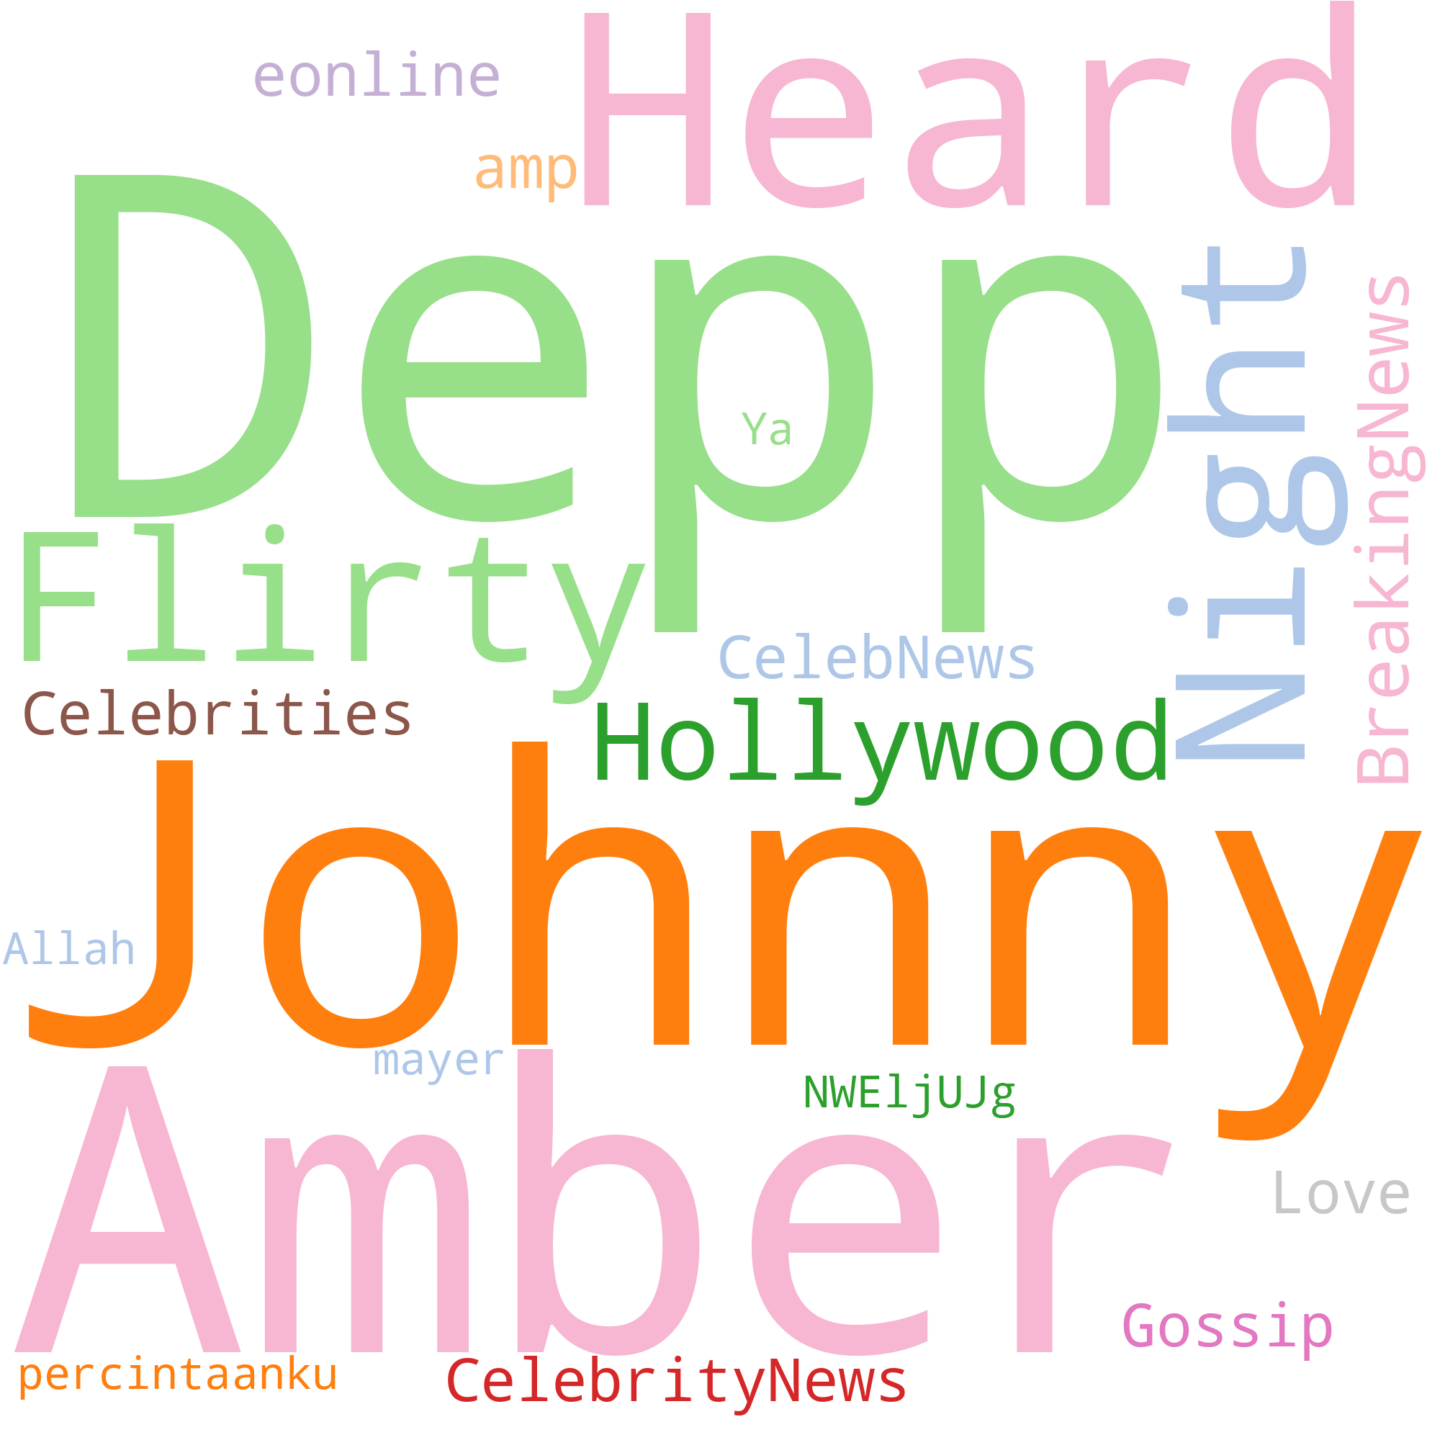 Heard
eonline
amp
Depp
Night
BreakingNews
Ya
Flirty
CelebNews
Celebrities
Hollywood
Johnny
Allah
mayer
NWEljUJg
Amber
Love
Gossip
percintaanku
CelebrityNews